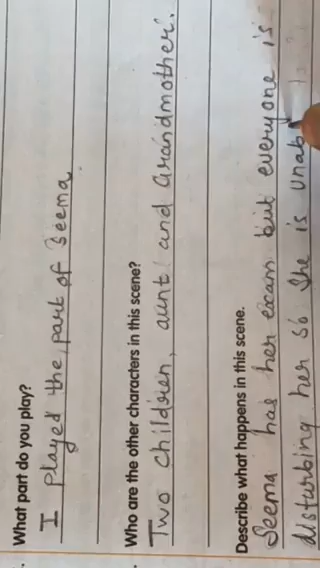 What part do you play?
I played the part of Seema
Who are the other characters in this scene?
Two children, aunt and Grandmother.
Describe what happens in this scene.
Seema has her exam but everyone is
disturbing her so She is